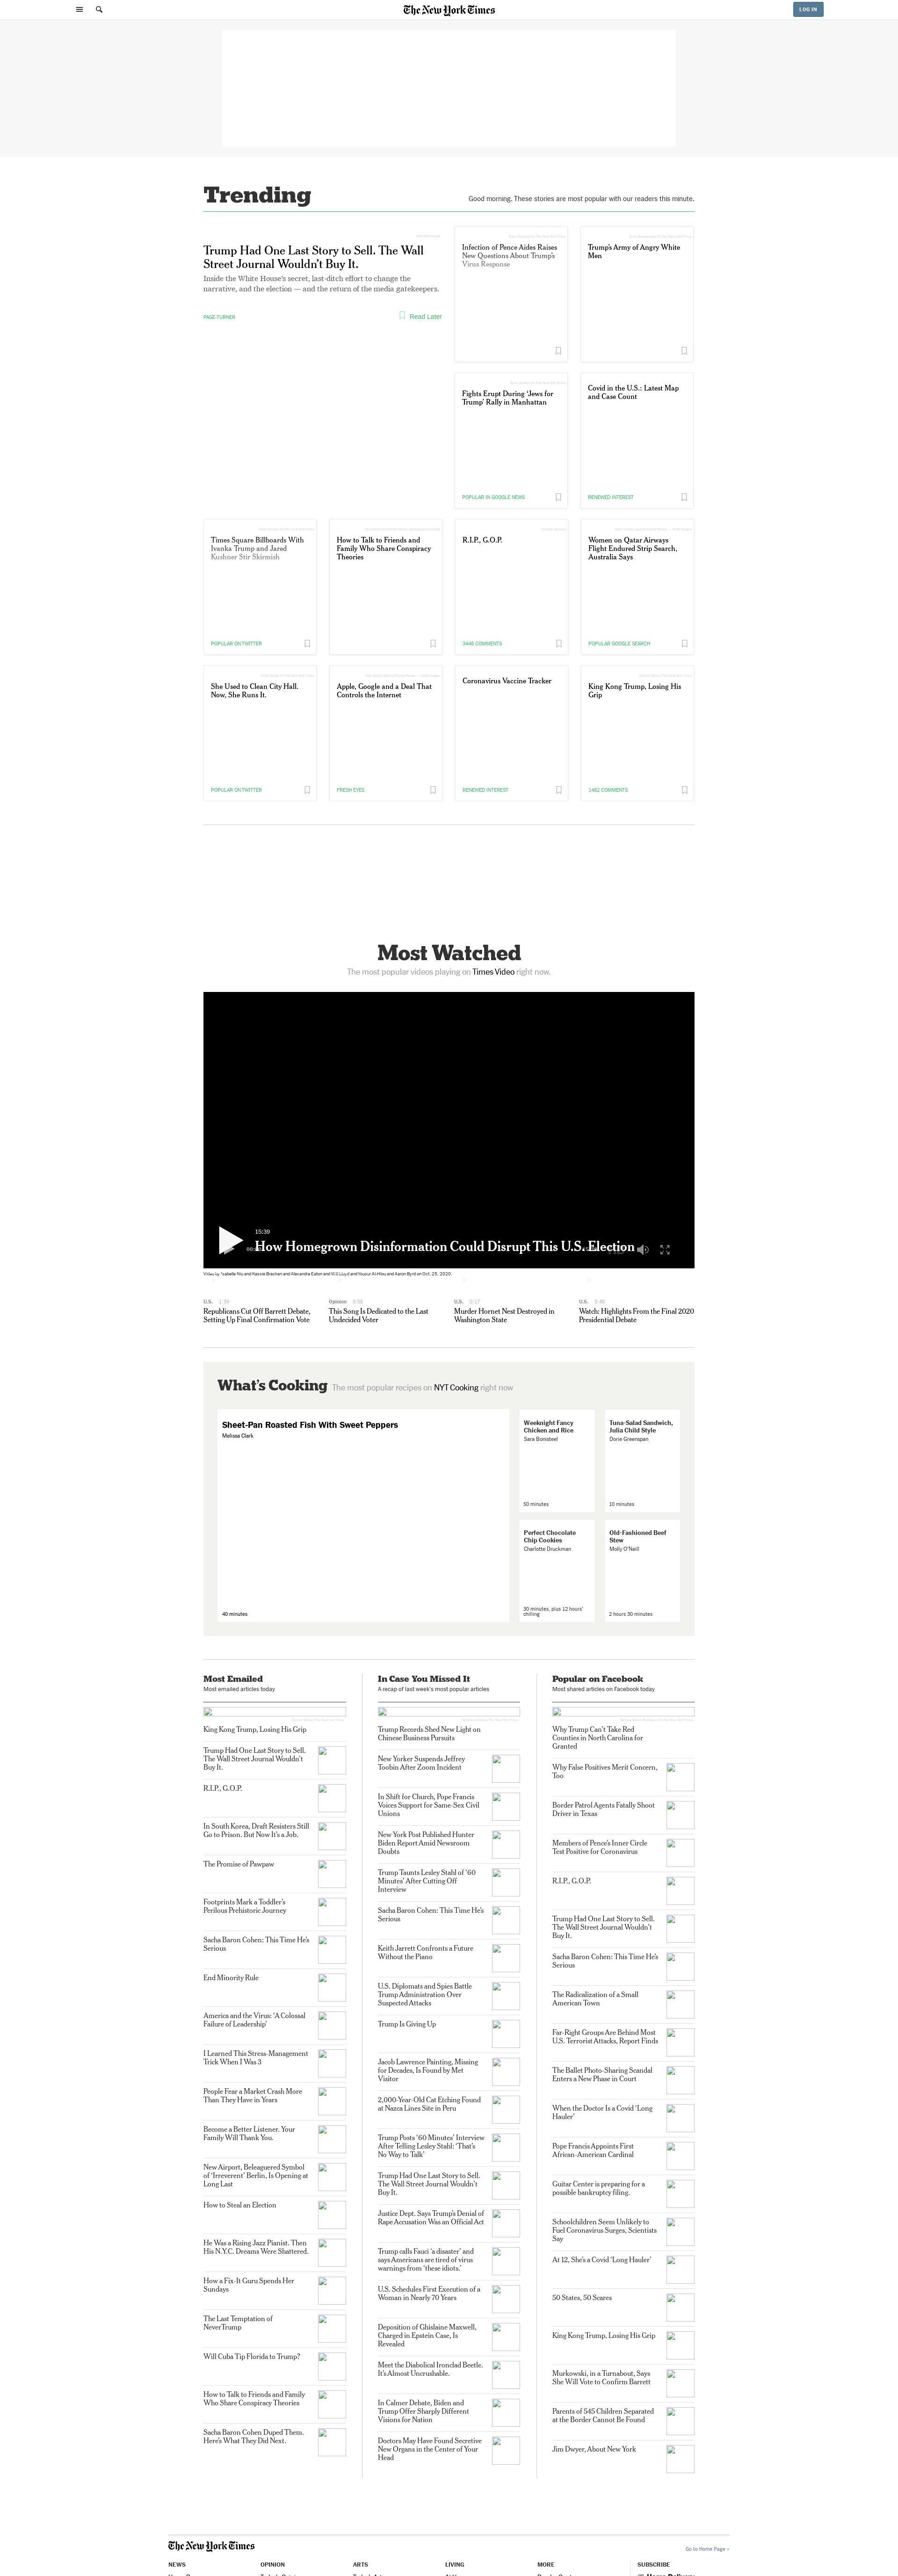 The New York Times
LOG IN
Trending
Good morning. These stories are most popular with our readers this minute.
Trump Had One Last Story to Sell. The Wall
Street Journal Wouldn't Buy It.
Inside the White House's secret, last-ditch effort to change the
narrative, and the election — and the return of the media gatekeepers.
PAGE-TURNER
Read Later
Infection of Pence Aides Raises
New Questions About Trump's
Virus Response
Trump's Army of Angry White
Men
Fights Erupt During 'Jews for
Trump' Rally in Manhattan
POPULAR IN GOOGLE NEWS
Covid in the U.S.: Latest Map
and Case Count
RENEWED INTEREST
Times Square Billboards With
Ivanka Trump and Jared
Kushner Stir Skirmish
POPULAR ON TWITTER
How to Talk to Friends and
Family Who Share Conspiracy
Theories
R.I.P., G.O.P.
3446 COMMENTS
Women on Qatar Airways
Flight Endured Strip Search,
Australia Says
POPULAR GOOGLE SEARCH
She Used to Clean City Hall.
Now, She Runs It.
POPULAR ON TWITTER
Apple, Google and a Deal That
Controls the Internet
FRESH EYES
Coronavirus Vaccine Tracker
RENEWED INTEREST
King Kong Trump, Losing His
Grip
1482 COMMENTS
Most Watched
The most popular videos playing on Times Video right now.
15:39
How Homegrown Disinformation Could Disrupt This U.S. Election
U.S. 1:39
Republicans Cut Off Barrett Debate,
Setting Up Final Confirmation Vote
Opinion 3:38
This Song Is Dedicated to the Last
Undecided Voter
U.S. 0:17
Murder Hornet Nest Destroyed in
Washington State
U.S. 9:48
Watch: Highlights From the Final 2020
Presidential Debate
What's Cooking The most popular recipes on NYT Cooking right now
Sheet-Pan Roasted Fish With Sweet Peppers
Melissa Clark
40 minutes
Weeknight Fancy
Chicken and Rice
Sara Bonisteel
50 minutes
Tuna-Salad Sandwich,
Julia Child Style
Dorie Greenspan
10 minutes
Perfect Chocolate
Chip Cookies
Charlotte Druckman
30 minutes, plus 12 hours'
chilling
Old-Fashioned Beef
Stew
Molly O'Neill
2 hours 30 minutes
Most Emailed
Most emailed articles today
King Kong Trump, Losing His Grip
Trump Had One Last Story to Sell.
The Wall Street Journal Wouldn't
Buy It.
R.I.P., G.O.P.
In South Korea, Draft Resisters Still
Go to Prison. But Now It's a Job.
The Promise of Pawpaw
Footprints Mark a Toddler's
Perilous Prehistoric Journey
Sacha Baron Cohen: This Time He's
Serious
End Minority Rule
America and the Virus: 'A Colossal
Failure of Leadership'
I Learned This Stress-Management
Trick When I Was 3
People Fear a Market Crash More
Than They Have in Years
Become a Better Listener. Your
Family Will Thank You.
New Airport, Beleaguered Symbol
of 'Irreverent' Berlin, Is Opening at
Long Last
How to Steal an Election
He Was a Rising Jazz Pianist. Then
His N.Y.C. Dreams Were Shattered.
How a Fix-It Guru Spends Her
Sundays
The Last Temptation of
NeverTrump
Will Cuba Tip Florida to Trump?
How to Talk to Friends and Family
Who Share Conspiracy Theories
Sacha Baron Cohen Duped Them.
Here's What They Did Next.
In Case You Missed It
A recap of last week's most popular articles
Trump Records Shed New Light on
Chinese Business Pursuits
New Yorker Suspends Jeffrey
Toobin After Zoom Incident
In Shift for Church, Pope Francis
Voices Support for Same-Sex Civil
Unions
New York Post Published Hunter
Biden Report Amid Newsroom
Doubts
Trump Taunts Lesley Stahl of '60
Minutes' After Cutting Off
Interview
Sacha Baron Cohen: This Time He's
Serious
Keith Jarrett Confronts a Future
Without the Piano
U.S. Diplomats and Spies Battle
Trump Administration Over
Suspected Attacks
Trump Is Giving Up
Jacob Lawrence Painting, Missing
for Decades, Is Found by Met
Visitor
2,000-Year-Old Cat Etching Found
at Nazca Lines Site in Peru
Trump Posts '60 Minutes' Interview
After Telling Lesley Stahl: 'That's
No Way to Talk'
Trump Had One Last Story to Sell.
The Wall Street Journal Wouldn't
Buy It.
Justice Dept. Says Trump's Denial of
Rape Accusation Was an Official Act
Trump calls Fauci 'a disaster' and
says Americans are tired of virus
warnings from 'these idiots.'
U.S. Schedules First Execution of a
Woman in Nearly 70 Years
Deposition of Ghislaine Maxwell,
Charged in Epstein Case, Is
Revealed
Meet the Diabolical Ironclad Beetle.
It's Almost Uncrushable.
In Calmer Debate, Biden and
Trump Offer Sharply Different
Visions for Nation
Doctors May Have Found Secretive
New Organs in the Center of Your
Head
Popular on Facebook
Most shared articles on Facebook today
Why Trump Can't Take Red
Counties in North Carolina for
Granted
Why False Positives Merit Concern,
Too
Border Patrol Agents Fatally Shoot
Driver in Texas
Members of Pence's Inner Circle
Test Positive for Coronavirus
R.I.P., G.O.P.
Trump Had One Last Story to Sell.
The Wall Street Journal Wouldn't
Buy It.
Sacha Baron Cohen: This Time He's
Serious
The Radicalization of a Small
American Town
Far-Right Groups Are Behind Most
U.S. Terrorist Attacks, Report Finds
The Ballet Photo-Sharing Scandal
Enters a New Phase in Court
When the Doctor Is a Covid 'Long
Hauler'
Pope Francis Appoints First
African-American Cardinal
Guitar Center is preparing for a
possible bankruptcy filing.
Schoolchildren Seem Unlikely to
Fuel Coronavirus Surges, Scientists
Say
At 12, She's a Covid 'Long Hauler'
50 States, 50 Scares
King Kong Trump, Losing His Grip
Murkowski, in a Turnabout, Says
She Will Vote to Confirm Barrett
Parents of 545 Children Separated
at the Border Cannot Be Found
Jim Dwyer, About New York
The New York Times
Go to Home Page »
NEWS
OPINION
ARTS
LIVING
MORE
SUBSCRIBE